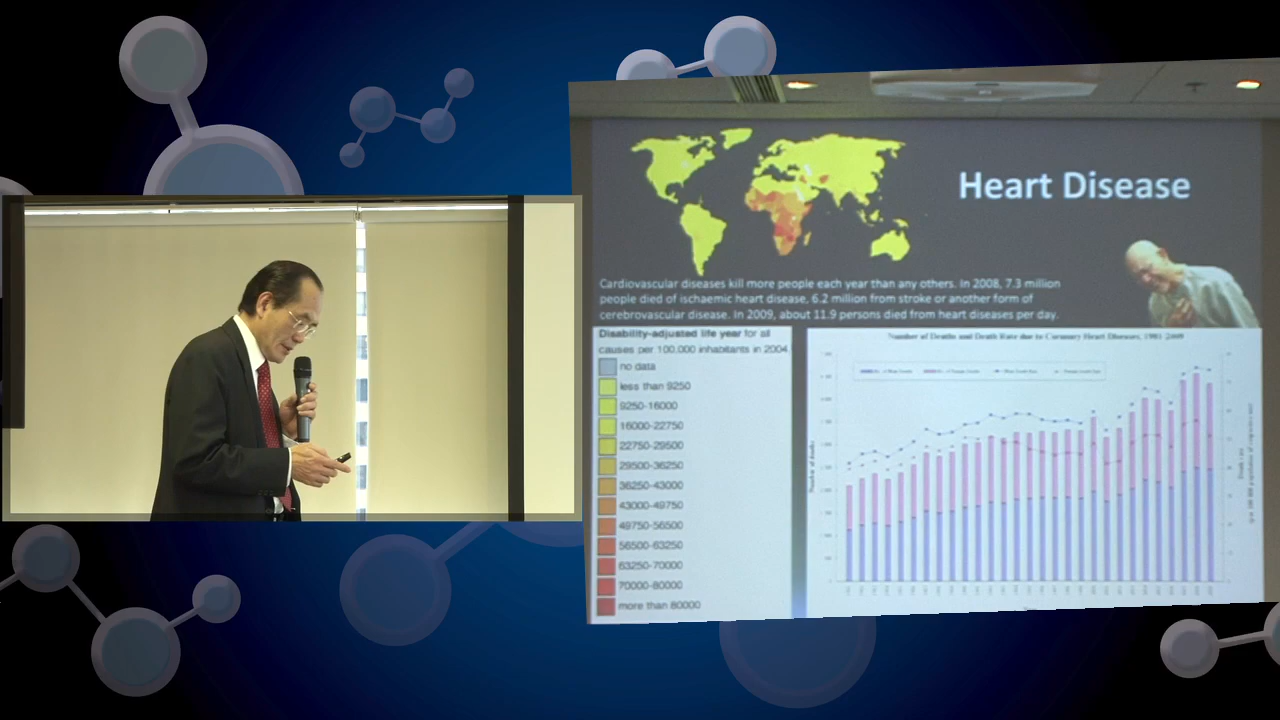 Heart Disease
Cardiovascular diseases kill more people each year than any others. In 2008, 7.3 million
people died of ischaemic heart disease, 6.2 million from stroke or another form of
cerebrovascular disease. In 2009, about 11.9 persons died from heart diseases per day.
Disability-adjusted life year for all
causes per 100,000 inhabitants in 2004.
no data
less than 9250
9250-16000
16000-22750
22750-29500
29500-36250
36250-43000
43000-49750
49750-56500
56500-63250
63250-70000
70000-80000
more than 80000
Number of Deaths and Death Rate due to Coronary Heart Diseases, 1981-2009